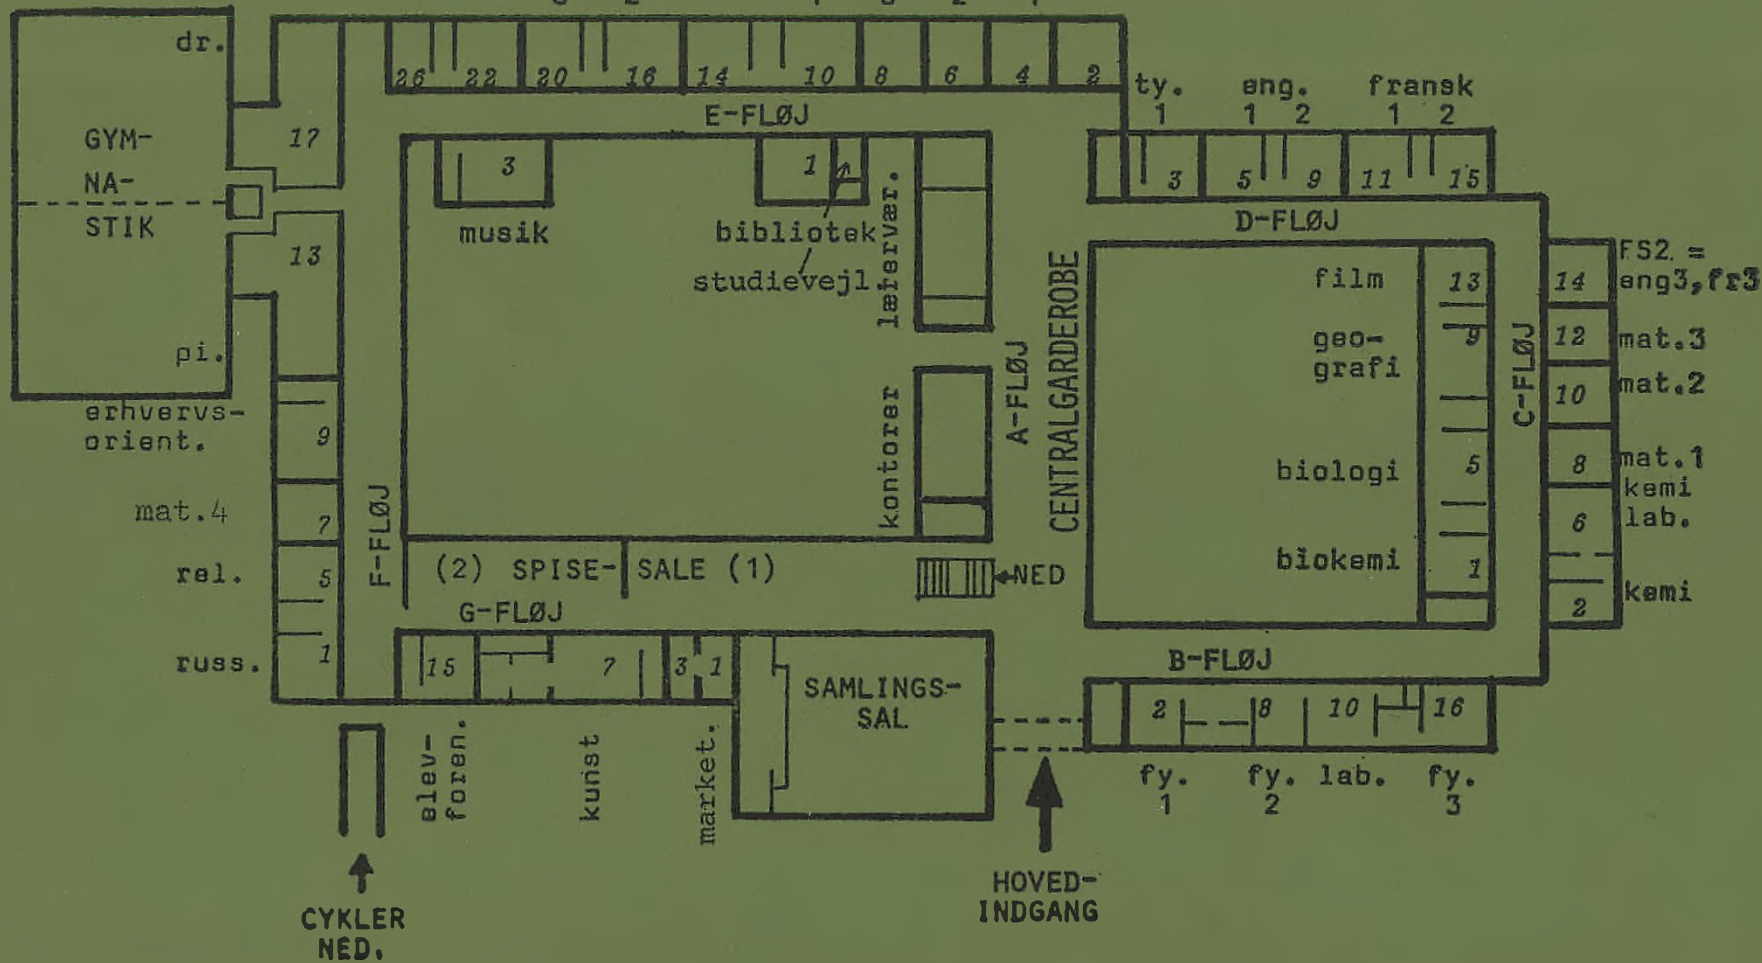 dr.
GYM-
NA-
STIK
pi.
17
13
26 22 20 16 14 10 8 6 4 2
E-FLØJ
3
musik
1
bibliotek
studievejl.
lærervær.
kontorer
A-FLØJ
CENTRALGARDEROBE
ty. eng. fransk
1 1 2 1 2
3 5 9 11 15
D-FLØJ
film 13
geo-
grafi
9
biologi 5
biokemi 1
C-FLØJ
14
FS2. =
eng3,fr3
12 mat.3
10 mat.2
8 mat.1
kemi
lab.
6
2 kemi
erhvervs-
orient.
9
mat.4 7
rel. 5
russ. 1
F-FLØJ
(2) SPISE- SALE (1)
NED
G-FLØJ
15 7 3 1
elev-
foren.
kunst
market.
SAMLINGS-
SAL
B-FLØJ
2 8 10 16
fy. fy. lab. fy.
1 2 3
HOVED-
INDGANG
CYKLER
NED.